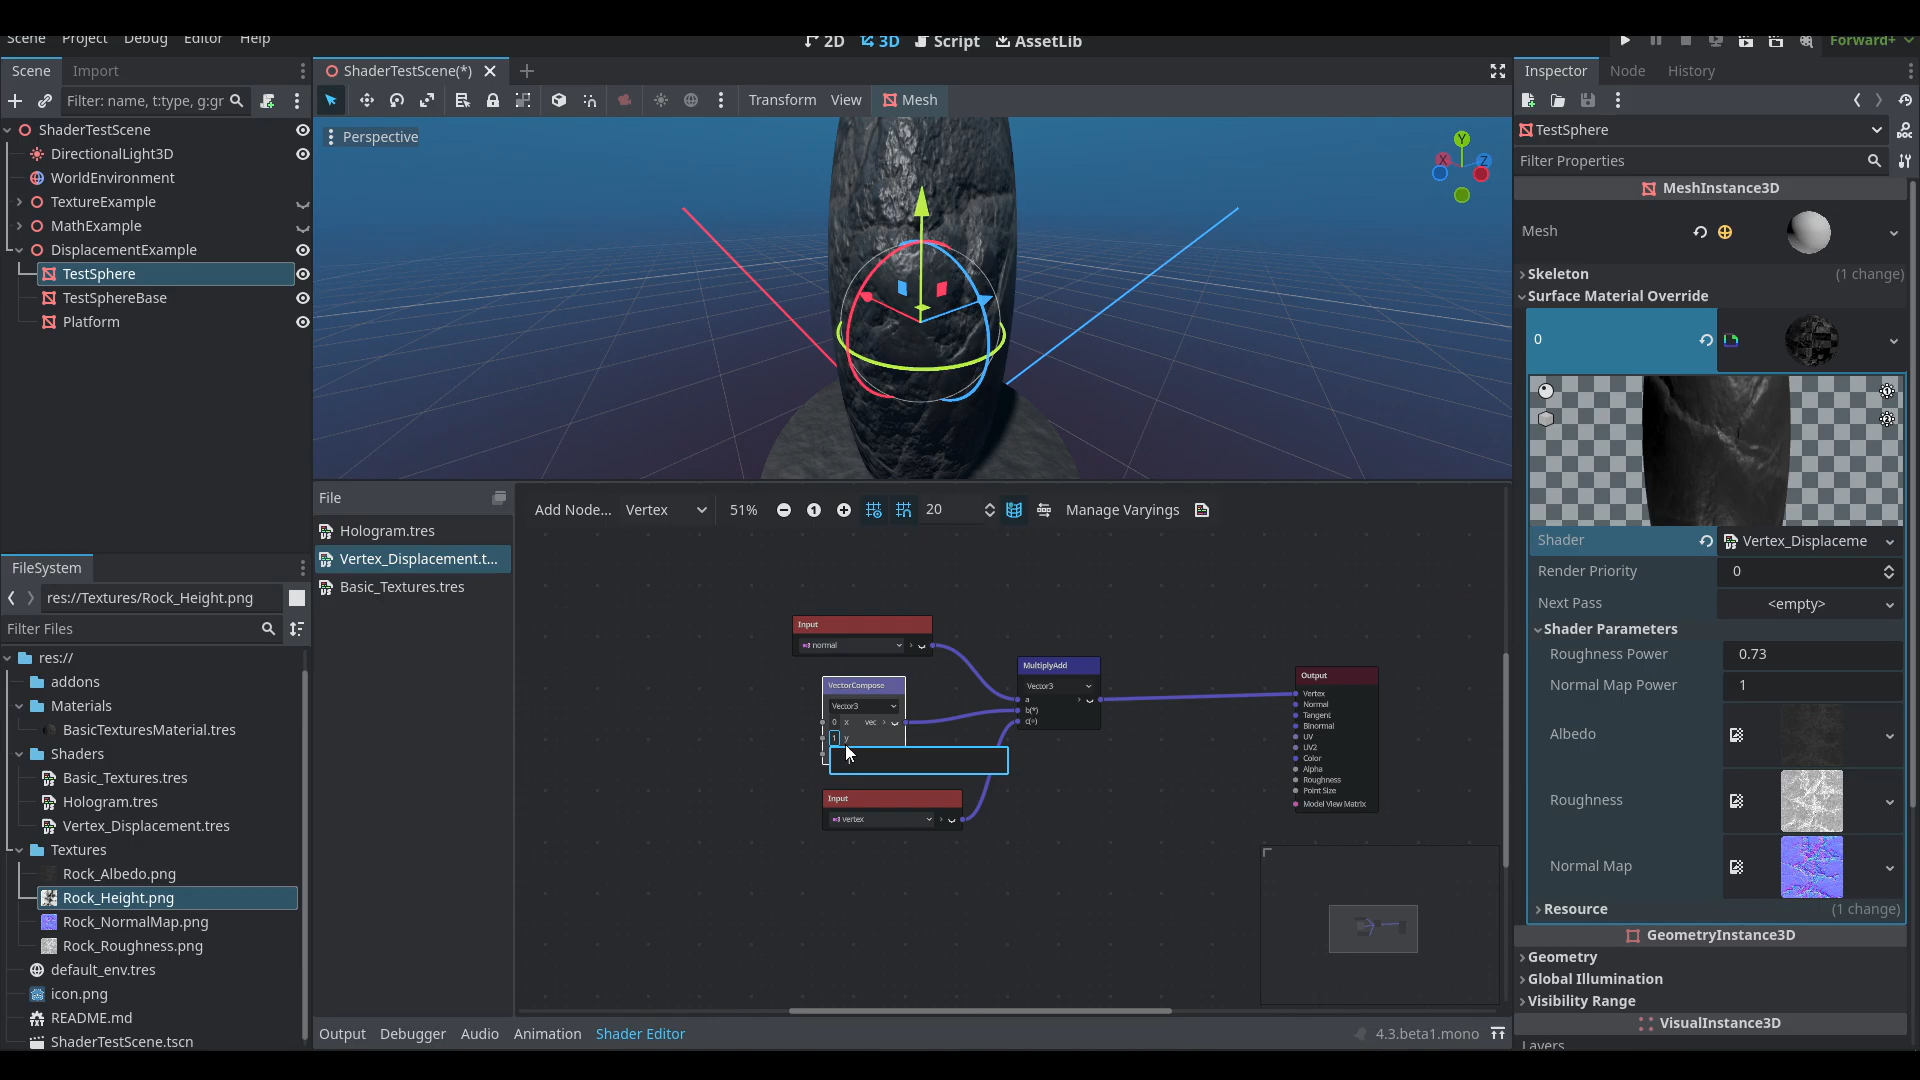 Scene Project Debug Editor Help
2D 3D Script AssetLib
Forward+
Scene Import
Filter: name, t:type, g:gr
ShaderTestScene
DirectionalLight3D
WorldEnvironment
TextureExample
MathExample
DisplacementExample
TestSphere
TestSphereBase
Platform
FileSystem
res://Textures/Rock_Height.png
Filter Files
res://
addons
Materials
BasicTexturesMaterial.tres
Shaders
Basic_Textures.tres
Hologram.tres
Vertex_Displacement.tres
Textures
Rock_Albedo.png
Rock_Height.png
Rock_NormalMap.png
Rock_Roughness.png
default_env.tres
icon.png
README.md
ShaderTestScene.tscn
ShaderTestScene(*)
Transform View Mesh
Perspective
Y
X
Z
File
Hologram.tres
Vertex_Displacement.t...
Basic_Textures.tres
Add Node... Vertex 51% 1 20 Manage Varyings
Input
normal
VectorCompose
Vector3
0 x vec
1 y
Input
vertex
MultiplyAdd
Vector3
a
b(*)
c(+)
Output
Vertex
Normal
Tangent
Binormal
UV
UV2
Color
Alpha
Roughness
Point Size
Model View Matrix
Output Debugger Audio Animation Shader Editor
4.3.beta1.mono
Inspector Node History
TestSphere
Filter Properties
MeshInstance3D
Mesh
Skeleton (1 change)
Surface Material Override
0
1
2
Shader Vertex_Displaceme
Render Priority 0
Next Pass <empty>
Shader Parameters
Roughness Power 0.73
Normal Map Power 1
Albedo
Roughness
Normal Map
Resource (1 change)
GeometryInstance3D
Geometry
Global Illumination
Visibility Range
VisualInstance3D
Layers